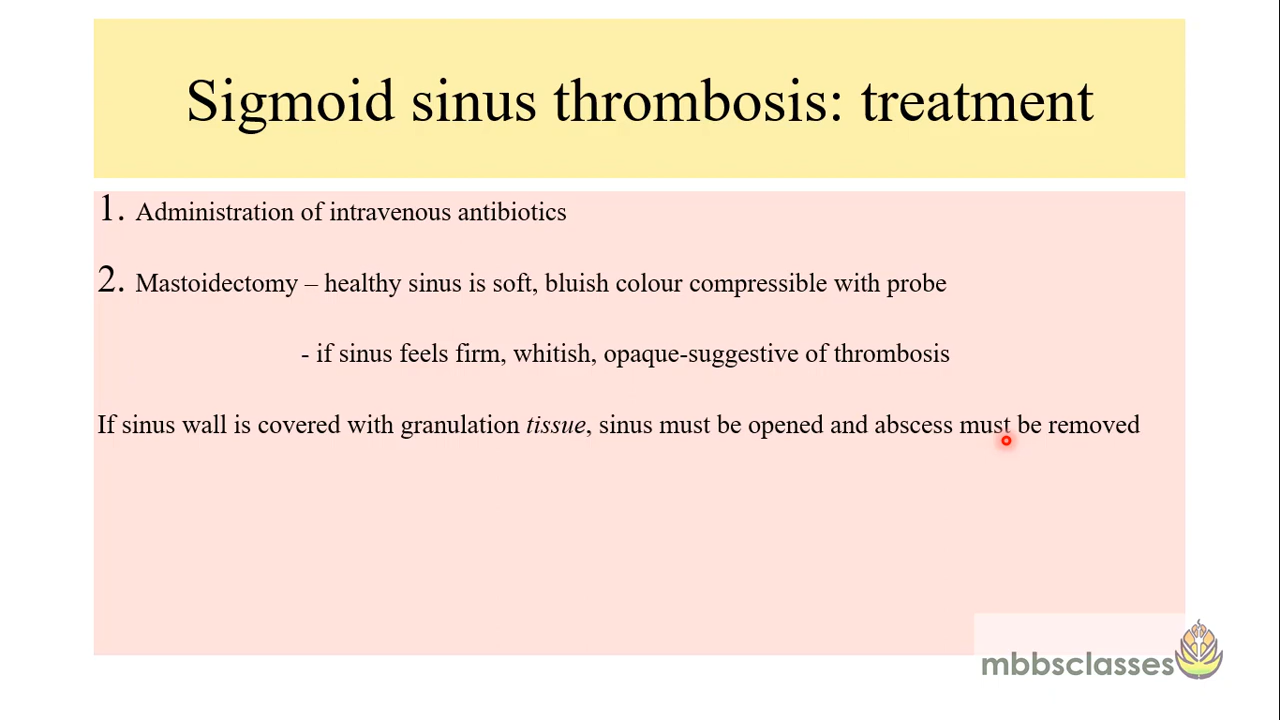 Sigmoid sinus thrombosis: treatment
1. Administration of intravenous antibiotics
2. Mastoidectomy – healthy sinus is soft, bluish colour compressible with probe
- if sinus feels firm, whitish, opaque-suggestive of thrombosis
If sinus wall is covered with granulation tissue, sinus must be opened and abscess must be removed
mbbsclasses